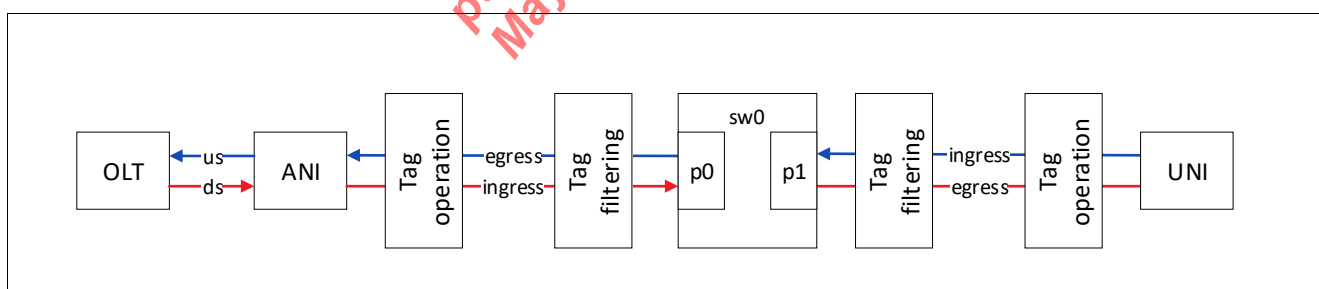 May
sw0
OLT
us
ds
ANI
Tag
operation
egress
ingress
Tag
filtering
p0
p1
Tag
filtering
ingress
egress
Tag
operation
UNI